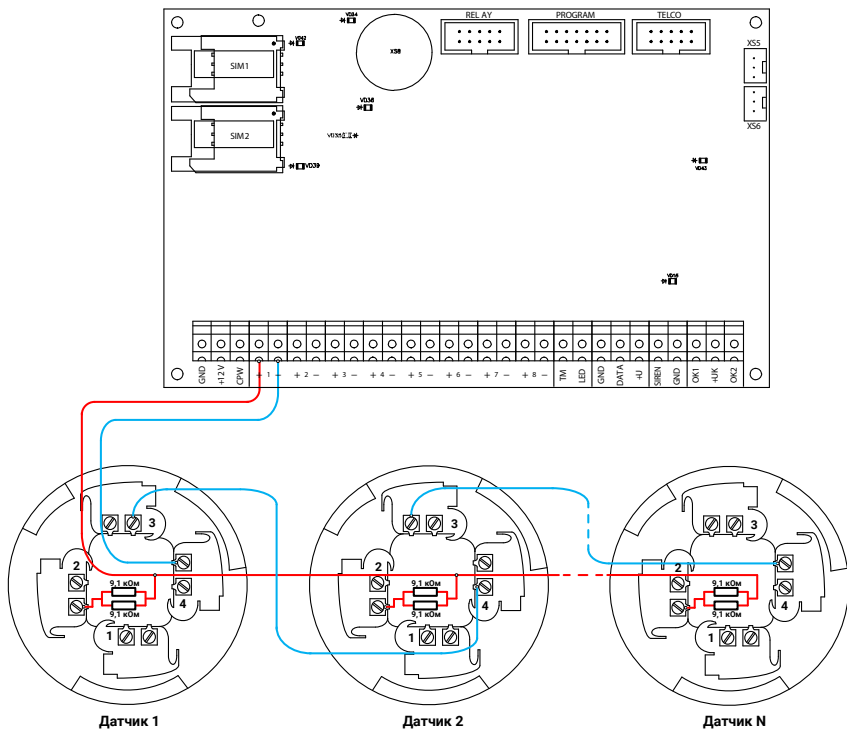 VD34
REL AY
PROGRAM
TELCO
VD42
XS5
XS8
SIM1
VD36
XS6
SIM2
VD35
VD39
VD43
GND
+12 V
CPW
+ 1 −
+ 2 −
+ 3 −
+ 4 −
+ 5 −
+ 6 −
+ 7 −
+ 8 −
TM
LED
GND
DATA
+U
SIREN
GND
OK1
+UK
OK2
3
2
9,1 кОм
9,1 кОм
4
1
3
2
9,1 кОм
9,1 кОм
4
1
3
2
9,1 кОм
9,1 кОм
4
1
Датчик 1
Датчик 2
Датчик N